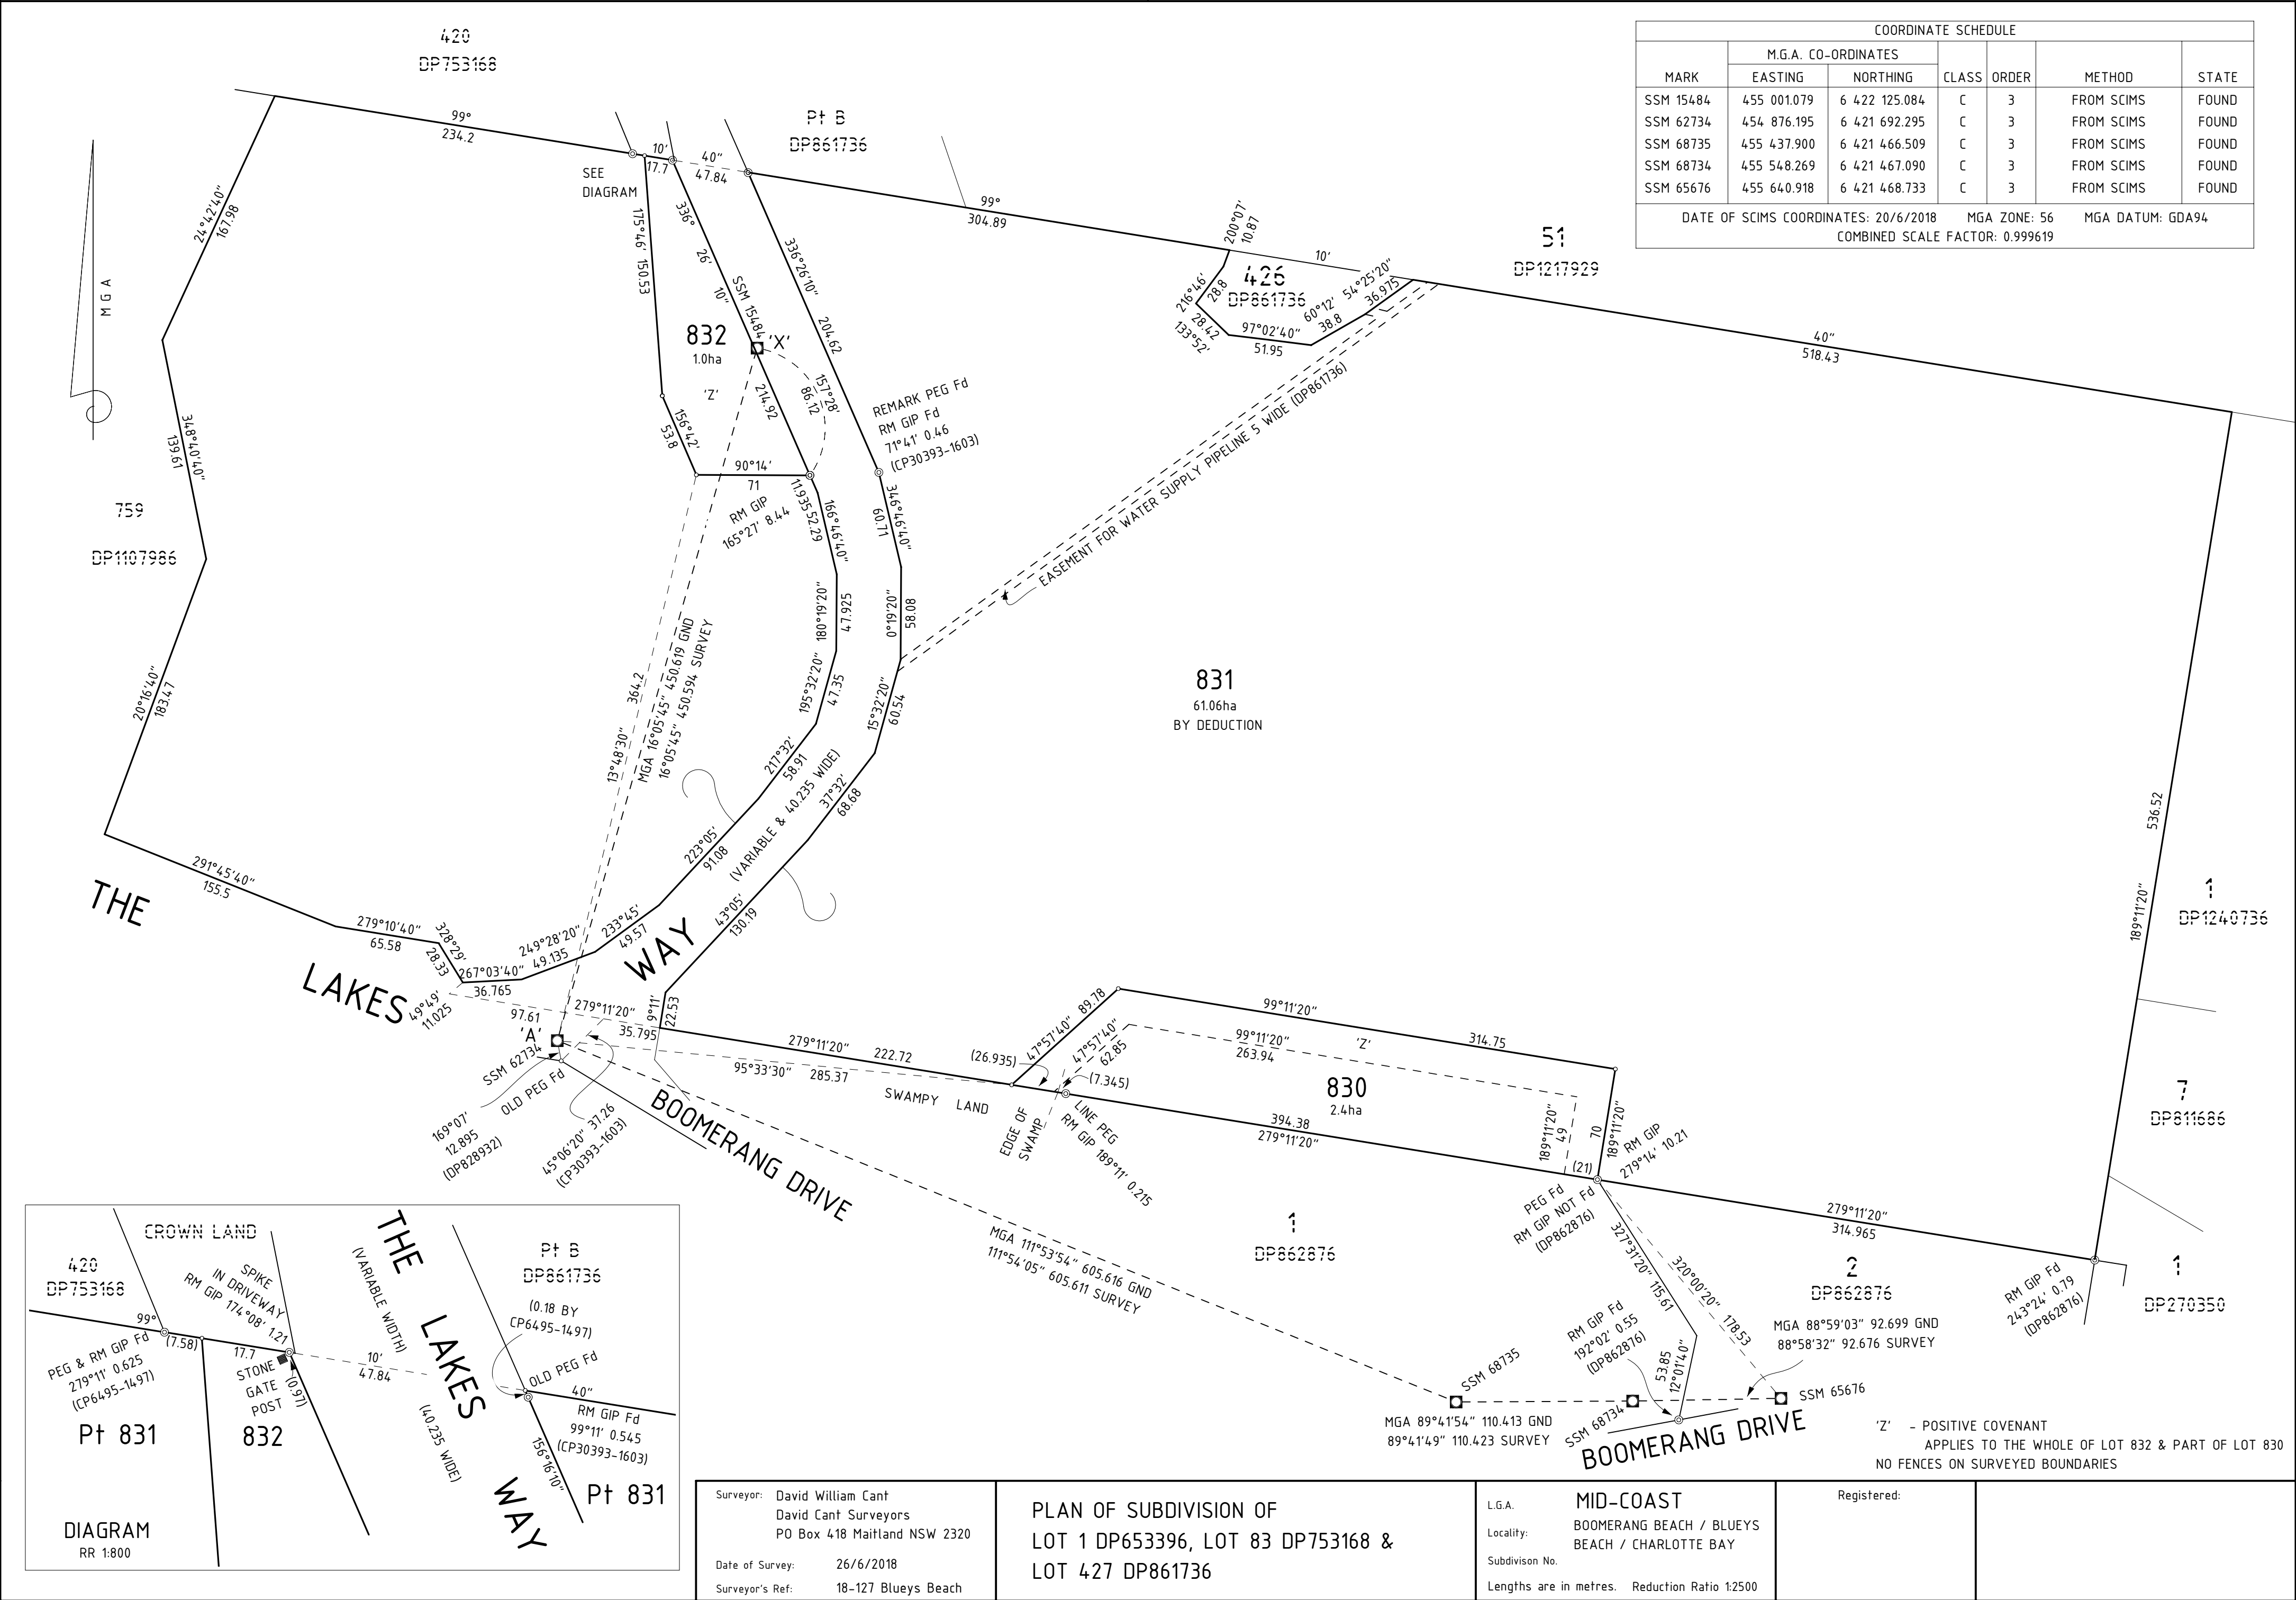 COORDINATE SCHEDULE
M.G.A. CO-ORDINATES
MARK EASTING NORTHING CLASS ORDER METHOD STATE
SSM 15484 455 001.079 6 422 125.084 C 3 FROM SCIMS FOUND
SSM 62734 454 876.195 6 421 692.295 C 3 FROM SCIMS FOUND
SSM 68735 455 437.900 6 421 466.509 C 3 FROM SCIMS FOUND
SSM 68734 455 548.269 6 421 467.090 C 3 FROM SCIMS FOUND
SSM 65676 455 640.918 6 421 468.733 C 3 FROM SCIMS FOUND
DATE OF SCIMS COORDINATES: 20/6/2018 MGA ZONE: 56 MGA DATUM: GDA94
COMBINED SCALE FACTOR: 0.999619
420
DP753168
99°
234.2
Pt B
DP861736
10'
17.7
40"
47.84
SEE
DIAGRAM
99°
304.89
200°07'
10.87
10'
51
DP1217929
426
DP861736
216°46'
28.8
28.42
133°52'
97°02'40"
51.95
60°12'
38.8
54°25'20"
36.975
40"
518.43
MGA
24°42'40"
167.98
348°40'40"
139.61
759
DP1107986
20°16'40"
183.47
175°46' 150.53
336°
26'
10"
SSM 15484
'X'
832
1.0ha
'Z'
214.92
157°28'
86.12
156°42'
53.8
90°14'
71
RM GIP
165°27' 8.44
336°26'10"
204.62
REMARK PEG Fd
RM GIP Fd
71°41' 0.46
(CP30393-1603)
11.935
52.29
166°46'40"
346°46'40"
60.71
180°19'20"
47.925
0°19'20"
58.08
195°32'20"
47.35
15°32'20"
60.54
217°32'
58.91
37°32'
68.68
(VARIABLE & 40.235 WIDE)
223°05'
91.08
43°05'
130.19
EASEMENT FOR WATER SUPPLY PIPELINE 5 WIDE (DP861736)
831
61.06ha
BY DEDUCTION
13°48'30"
364.2
MGA 16°05'45" 450.619 GND
16°05'45" 450.594 SURVEY
536.52
189°11'20"
1
DP1240736
7
DP811686
291°45'40"
155.5
THE
LAKES
WAY
279°10'40"
65.58
328°29'
28.33
267°03'40"
36.765
249°28'20"
49.135
233°45'
49.57
49°49'
11.025
97.61
279°11'20"
35.795
9°11'
22.53
'A'
SSM 62734
OLD PEG Fd
169°07'
12.895
(DP828932)
45°06'20" 37.26
(CP30393-1603)
279°11'20" 222.72
95°33'30" 285.37
SWAMPY LAND
BOOMERANG DRIVE
(26.935)
47°57'40" 89.78
47°57'40"
62.85
(7.345)
99°11'20"
314.75
99°11'20"
263.94
'Z'
830
2.4ha
394.38
279°11'20"
EDGE OF
SWAMP
LINE PEG
RM GIP 189°11' 0.215
189°11'20"
49
70
189°11'20"
(21)
RM GIP
279°14' 10.21
PEG Fd
RM GIP NOT Fd
(DP862876)
279°11'20"
314.965
MGA 111°53'54" 605.616 GND
111°54'05" 605.611 SURVEY
1
DP862876
327°31'20" 115.61
320°00'20" 178.53
2
DP862876
1
DP270350
RM GIP Fd
243°24' 0.79
(DP862876)
RM GIP Fd
192°02' 0.55
(DP862876)
53.85
12°01'40"
MGA 88°59'03" 92.699 GND
88°58'32" 92.676 SURVEY
SSM 68735
SSM 68734
SSM 65676
MGA 89°41'54" 110.413 GND
89°41'49" 110.423 SURVEY
BOOMERANG DRIVE
'Z' - POSITIVE COVENANT
APPLIES TO THE WHOLE OF LOT 832 & PART OF LOT 830
NO FENCES ON SURVEYED BOUNDARIES
CROWN LAND
420
DP753168
SPIKE
IN DRIVEWAY
RM GIP 174°08' 1.21
99°
(7.58)
17.7
PEG & RM GIP Fd
279°11' 0.625
(CP6495-1497)
STONE
GATE
POST
(0.97)
Pt 831
832
THE
LAKES
WAY
(VARIABLE WIDTH)
10'
47.84
(40.235 WIDE)
Pt B
DP861736
(0.18 BY
CP6495-1497)
OLD PEG Fd
40"
RM GIP Fd
99°11' 0.545
(CP30393-1603)
156°16'10"
Pt 831
DIAGRAM
RR 1:800
Surveyor: David William Cant
David Cant Surveyors
PO Box 418 Maitland NSW 2320
Date of Survey: 26/6/2018
Surveyor's Ref: 18-127 Blueys Beach
PLAN OF SUBDIVISION OF
LOT 1 DP653396, LOT 83 DP753168 &
LOT 427 DP861736
L.G.A. MID-COAST
Locality: BOOMERANG BEACH / BLUEYS
BEACH / CHARLOTTE BAY
Subdivison No.
Lengths are in metres. Reduction Ratio 1:2500
Registered: